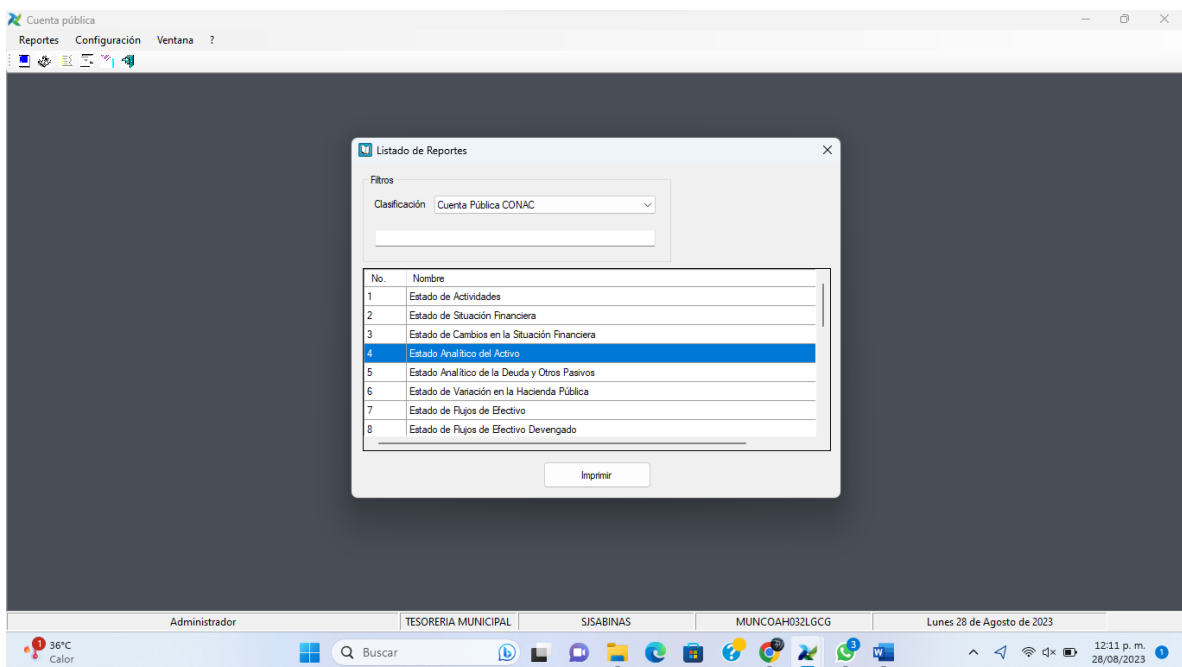 Cuenta pública
Reportes Configuración Ventana ?
Listado de Reportes
Filtros
Clasificación Cuenta Pública CONAC
No. Nombre
1 Estado de Actividades
2 Estado de Situación Financiera
3 Estado de Cambios en la Situación Financiera
4 Estado Analítico del Activo
5 Estado Analítico de la Deuda y Otros Pasivos
6 Estado de Variación en la Hacienda Pública
7 Estado de Flujos de Efectivo
8 Estado de Flujos de Efectivo Devengado
Imprimir
Administrador TESORERIA MUNICIPAL SJSABINAS MUNCOAH032LGCG Lunes 28 de Agosto de 2023
1 36°C Buscar 3 12:11 p. m. 1
Calor 28/08/2023